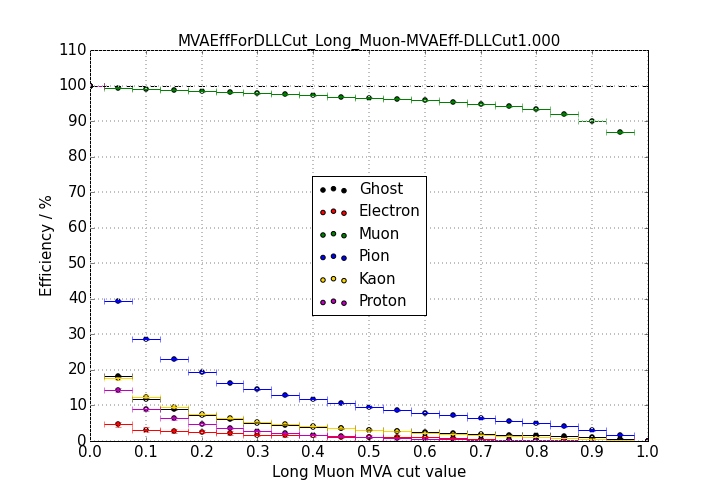 MVAEffForDLLCut_Long_Muon-MVAEff-DLLCut1.000
110
100
90
80
70
60
50
40
30
20
10
0
Efficiency / %
Ghost
Electron
Muon
Pion
Kaon
Proton
0.0 0.1 0.2 0.3 0.4 0.5 0.6 0.7 0.8 0.9 1.0
Long Muon MVA cut value